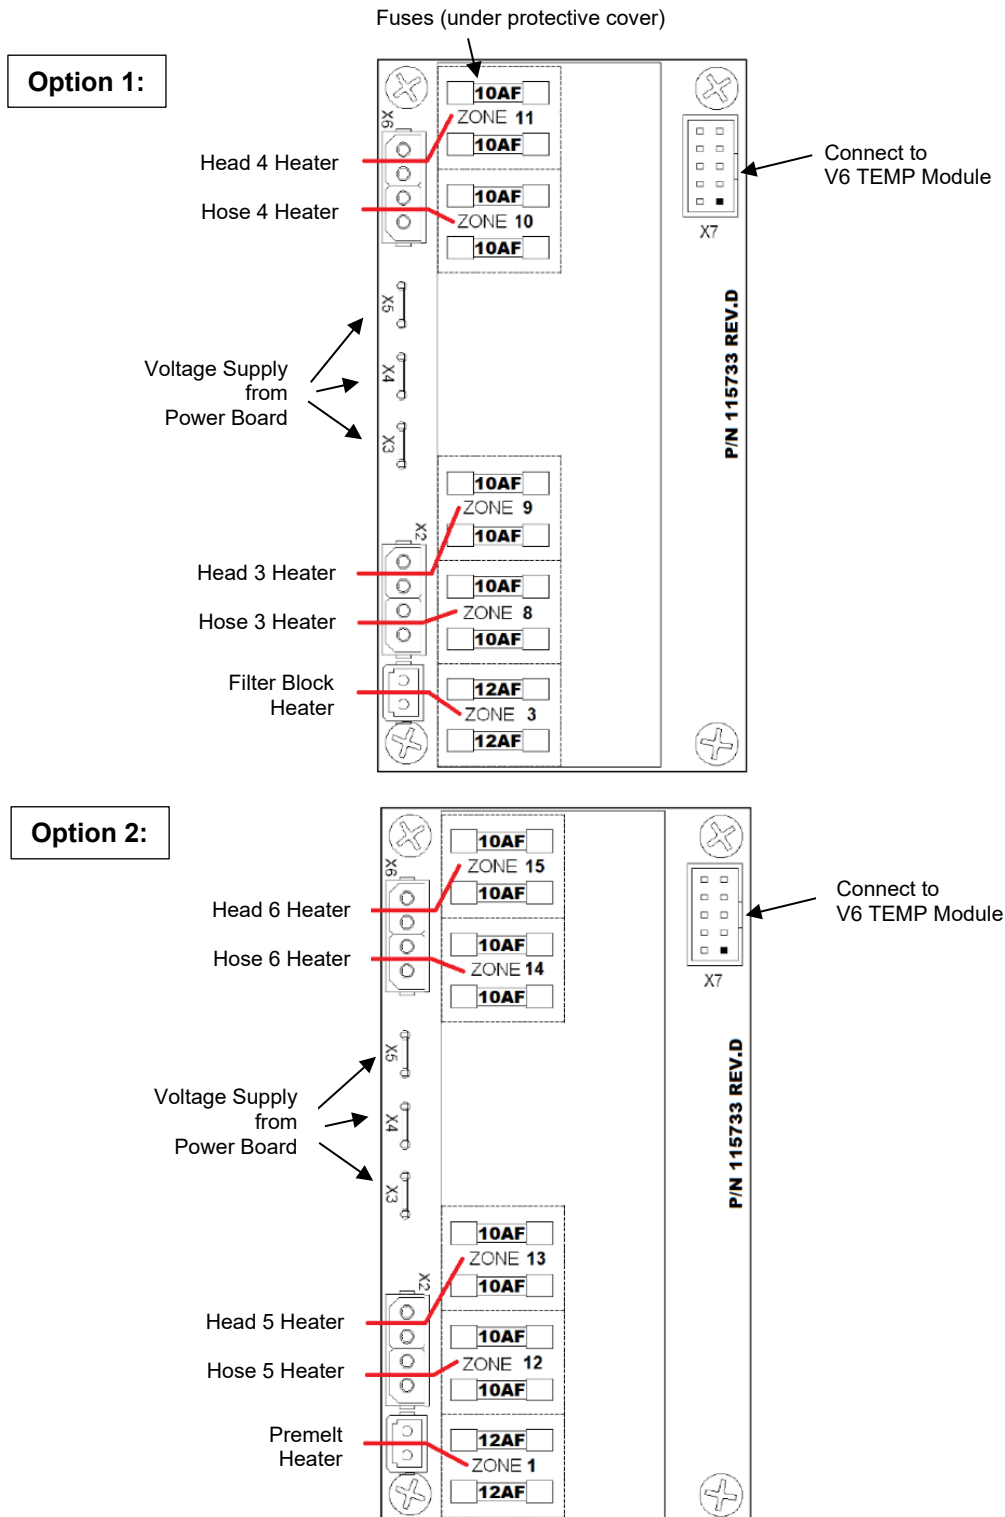 Fuses (under protective cover)
Option 1:
10AF
ZONE 11
10AF
X6
Head 4 Heater
Hose 4 Heater
10AF
ZONE 10
10AF
Connect to
V6 TEMP Module
X7
X5
X4
X3
Voltage Supply
from
Power Board
P/N 115733 REV.D
10AF
ZONE 9
10AF
X2
Head 3 Heater
Hose 3 Heater
10AF
ZONE 8
10AF
Filter Block
Heater
12AF
ZONE 3
12AF
Option 2:
10AF
ZONE 15
10AF
X6
Head 6 Heater
Hose 6 Heater
10AF
ZONE 14
10AF
Connect to
V6 TEMP Module
X7
X5
X4
X3
Voltage Supply
from
Power Board
P/N 115733 REV.D
10AF
ZONE 13
10AF
X2
Head 5 Heater
Hose 5 Heater
10AF
ZONE 12
10AF
Premelt
Heater
12AF
ZONE 1
12AF